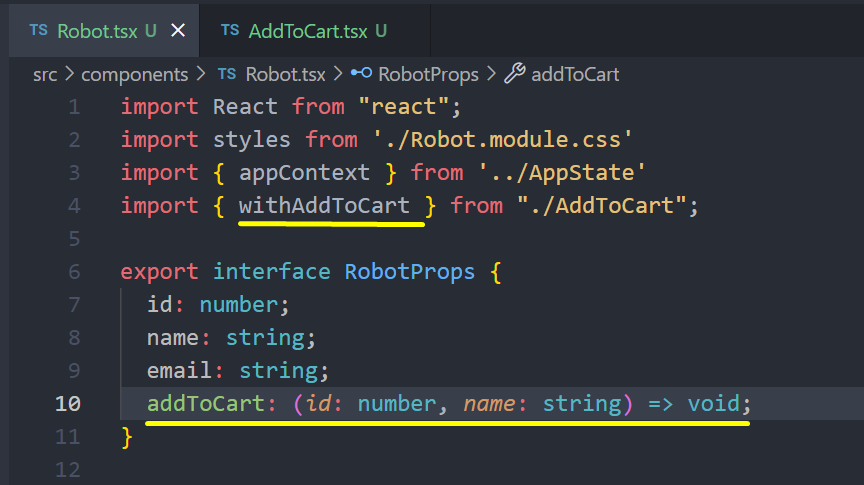 TS Robot.tsx U × TS AddToCart.tsx U
src > components > TS Robot.tsx > RobotProps > addToCart
1 import React from "react";
2 import styles from './Robot.module.css'
3 import { appContext } from '../AppState'
4 import { withAddToCart } from "./AddToCart";
5
6 export interface RobotProps {
7 id: number;
8 name: string;
9 email: string;
10 addToCart: (id: number, name: string) => void;
11 }
12